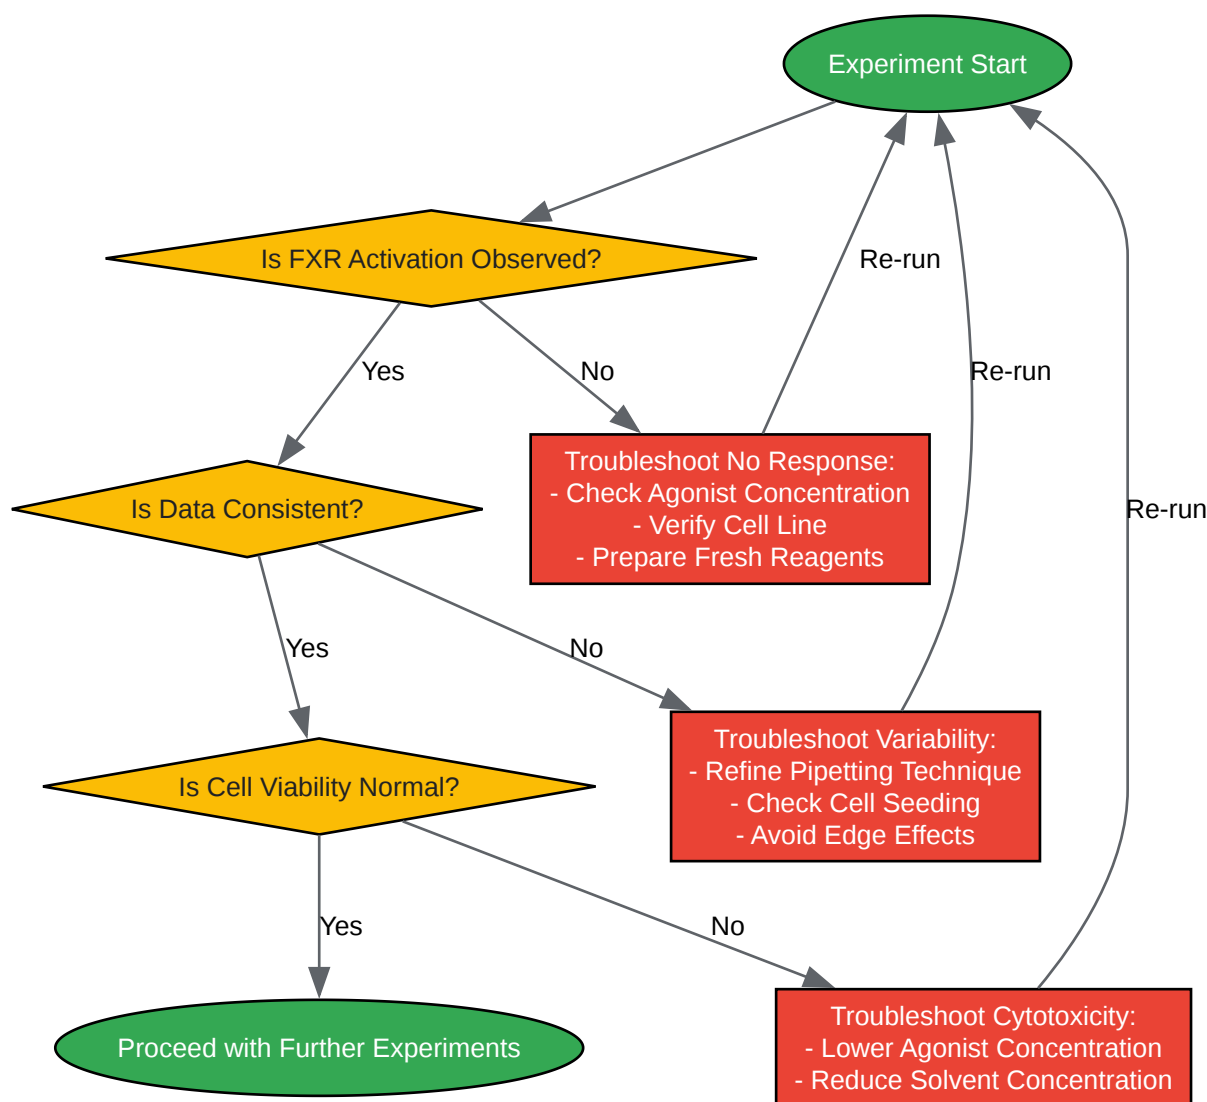 Experiment Start
Is FXR Activation Observed?
Re-run
Yes
No
Re-run
Troubleshoot No Response:
- Check Agonist Concentration
- Verify Cell Line
- Prepare Fresh Reagents
Is Data Consistent?
Re-run
Yes
No
Troubleshoot Variability:
- Refine Pipetting Technique
- Check Cell Seeding
- Avoid Edge Effects
Is Cell Viability Normal?
Yes
No
Proceed with Further Experiments
Troubleshoot Cytotoxicity:
- Lower Agonist Concentration
- Reduce Solvent Concentration